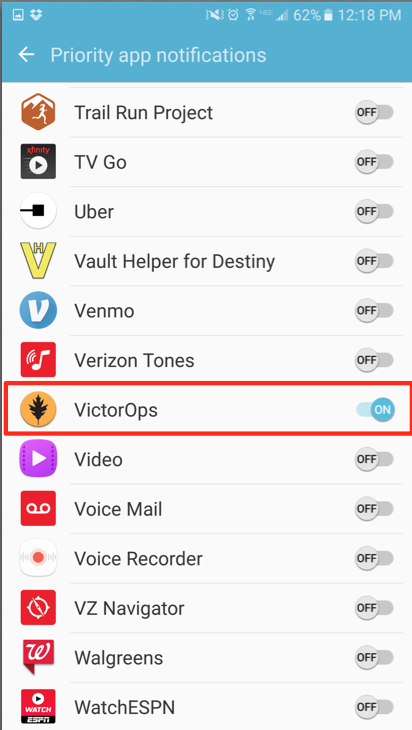 62% 12:18 PM
Priority app notifications
Trail Run Project OFF
xfinity
TV Go OFF
Uber OFF
H
V
Vault Helper for Destiny OFF
Venmo OFF
Verizon Tones OFF
VictorOps ON
Video OFF
Voice Mail OFF
Voice Recorder OFF
VZ Navigator OFF
W
Walgreens OFF
WATCH
ESPN
WatchESPN OFF